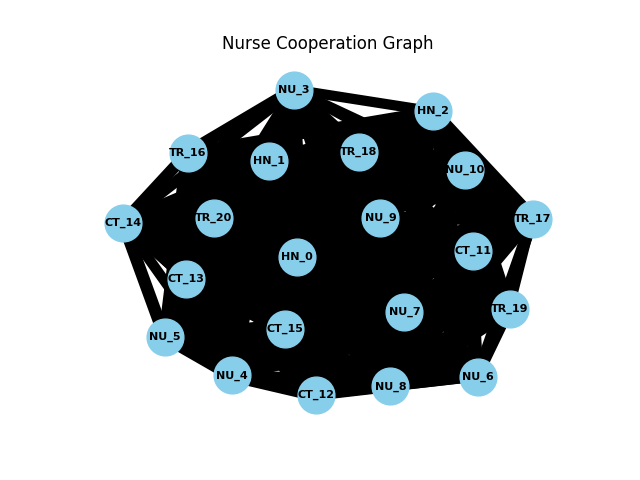 Nurse Cooperation Graph
NU_3
HN_2
TR_16
HN_1
TR_18
NU_10
CT_14
TR_20
NU_9
TR_17
CT_11
HN_0
CT_13
TR_19
NU_7
CT_15
NU_5
NU_4
NU_6
NU_8
CT_12